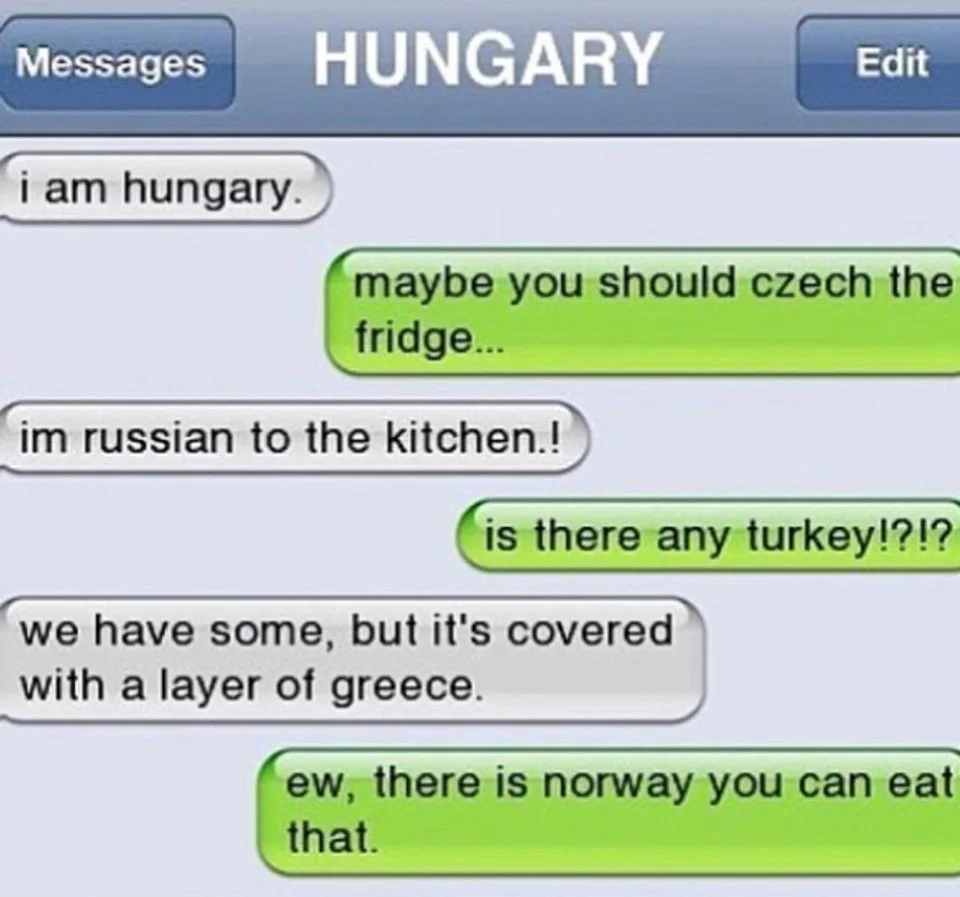 Messages HUNGARY Edit
i am hungary.
maybe you should czech the
fridge...
im russian to the kitchen.!
is there any turkey!?!?
we have some, but it's covered
with a layer of greece.
ew, there is norway you can eat
that.